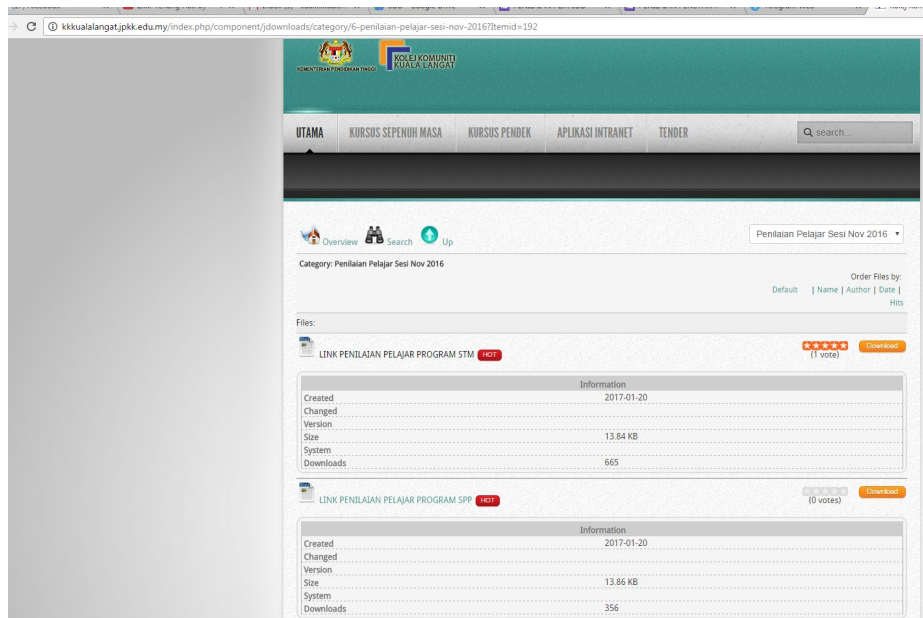 kkkualalangat.jpkk.edu.my/index.php/component/jdownloads/category/6-penilaian-pelajar-sesi-nov-2016?Itemid=192
KEMENTERIAN PENDIDIKAN TINGGI
KOLEJ KOMUNITI
KUALA LANGAT
UTAMA KURSUS SEPENUH MASA KURSUS PENDEK APLIKASI INTRANET TENDER search...
Overview Search Up Penilaian Pelajar Sesi Nov 2016
Category: Penilaian Pelajar Sesi Nov 2016
Order Files by:
Default | Name | Author | Date |
Hits
Files:
LINK PENILAIAN PELAJAR PROGRAM STM HOT (1 vote) Download
Information
Created 2017-01-20
Changed
Version
Size 13.84 KB
System
Downloads 665
LINK PENILAIAN PELAJAR PROGRAM SPP HOT (0 votes) Download
Information
Created 2017-01-20
Changed
Version
Size 13.86 KB
System
Downloads 356